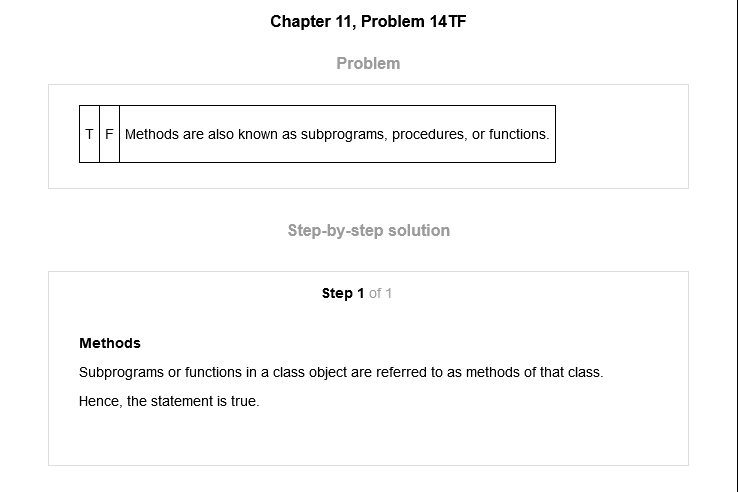 Chapter 11, Problem 14TF
Problem
T F Methods are also known as subprograms, procedures, or functions.
Step-by-step solution
Step 1 of 1
Methods
Subprograms or functions in a class object are referred to as methods of that class.
Hence, the statement is true.